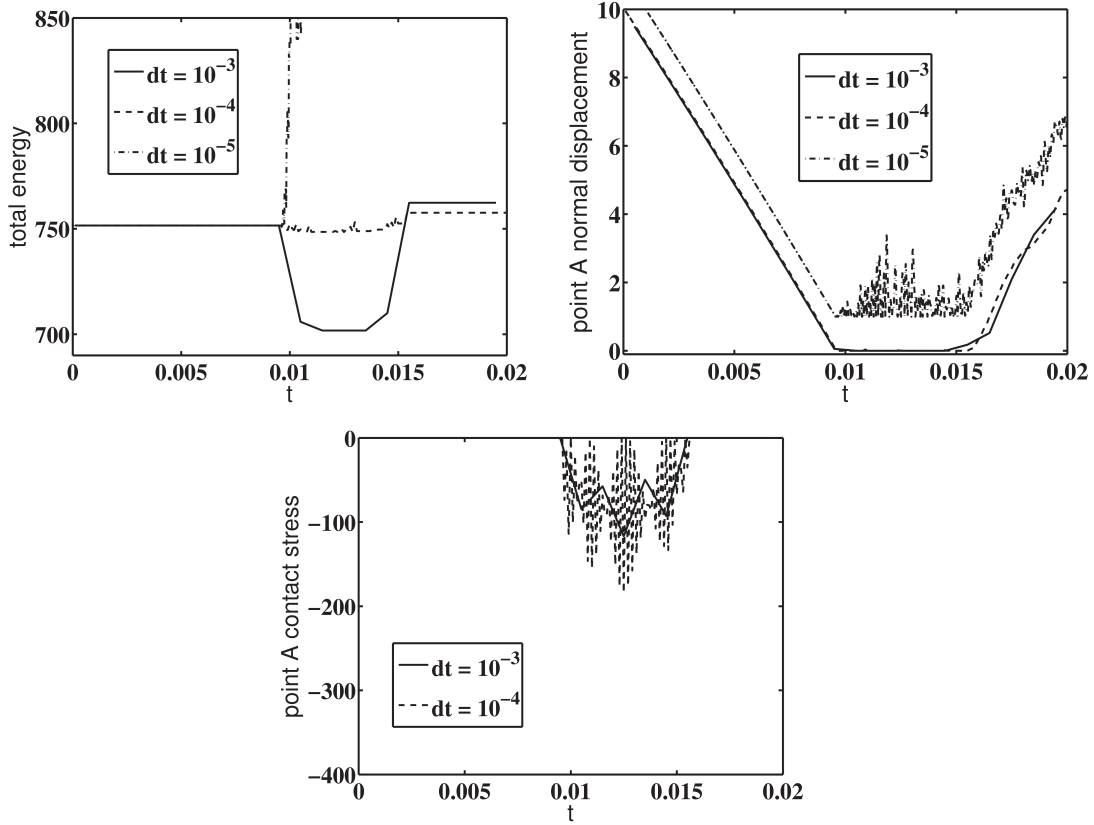 850
800
750
700
total energy
dt = 10⁻³
dt = 10⁻⁴
dt = 10⁻⁵
0
0.005
0.01
0.015
0.02
t
10
8
6
4
2
0
point A normal displacement
dt = 10⁻³
dt = 10⁻⁴
dt = 10⁻⁵
0
0.005
0.01
0.015
0.02
t
0
−100
−200
−300
−400
point A contact stress
dt = 10⁻³
dt = 10⁻⁴
0
0.005
0.01
0.015
0.02
t